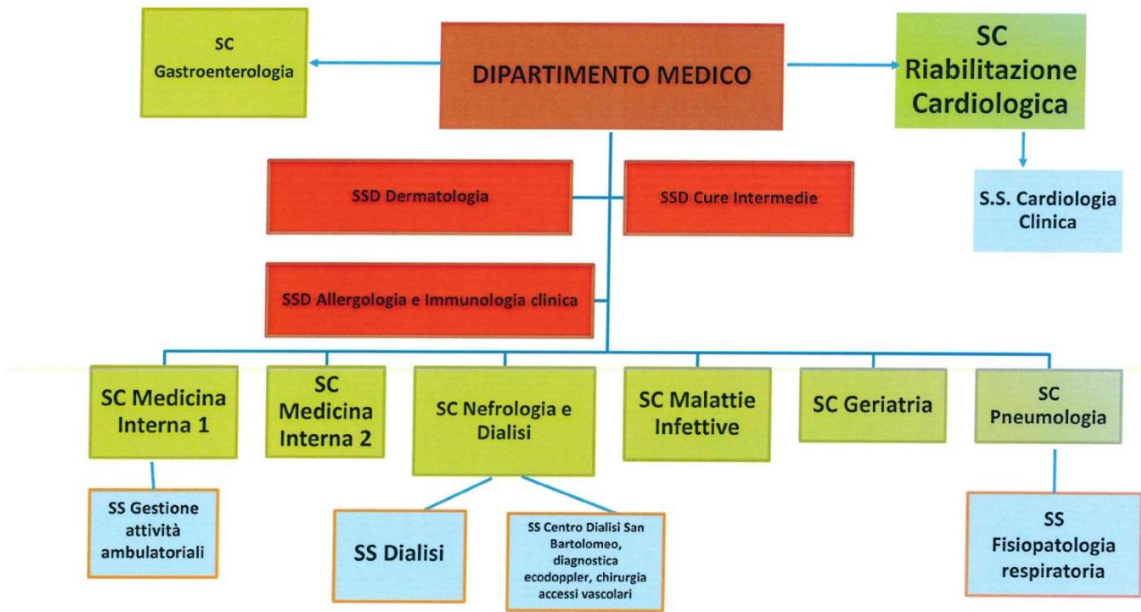 SC
Gastroenterologia
DIPARTIMENTO MEDICO
SC
Riabilitazione
Cardiologica
SSD Dermatologia
SSD Cure Intermedie
S.S. Cardiologia
Clinica
SSD Allergologia e Immunologia clinica
SC Medicina
Interna 1
SC
Medicina
Interna 2
SC Nefrologia e
Dialisi
SC Malattie
Infettive
SC Geriatria
SC
Pneumologia
SS Gestione
attività
ambulatoriali
SS Dialisi
SS Centro Dialisi San
Bartolomeo,
diagnostica
ecodoppler, chirurgia
accessi vascolari
SS
Fisiopatologia
respiratoria